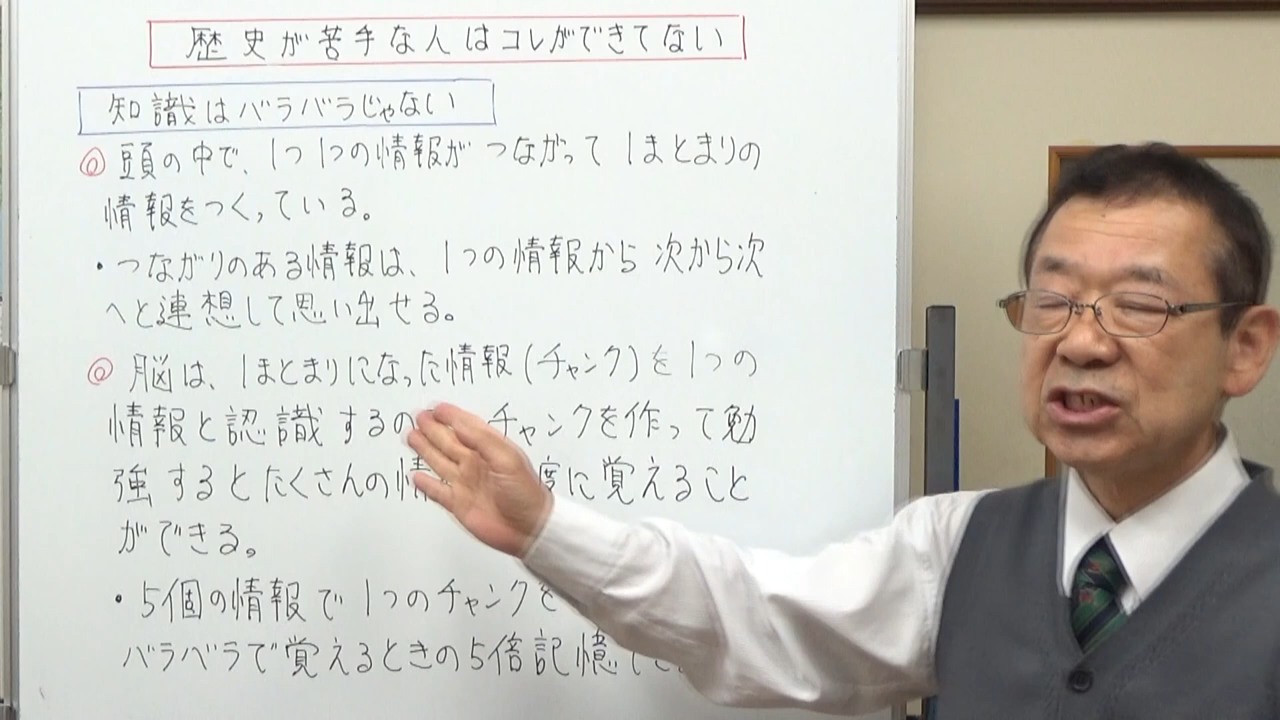 歴史が苦手な人はコレができてない
知識はバラバラじゃない
◎ 頭の中で、1つ1つの情報がつながって1まとまりの
情報をつくっている。
・つながりのある情報は、1つの情報から次から次
へと連想して思い出せる。
◎ 脳は、1まとまりになった情報(チャンク)を1つの
情報と認識するの チャンクを作って勉
強するとたくさんの情 度に覚えること
ができる。
・5個の情報で1つのチャンクを
バラバラで覚えるときの5倍記憶